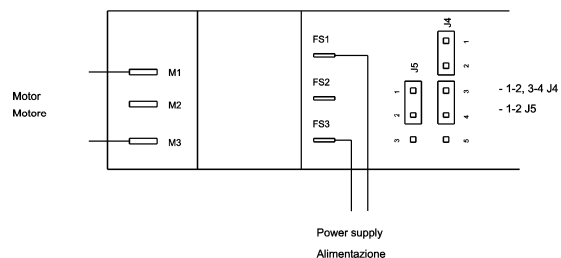 Motor
Motore
M1
M2
M3
FS1
FS2
FS3
Power supply
Alimentazione
J5
1
2
3
J4
1
2
3
4
5
- 1-2, 3-4 J4
- 1-2 J5